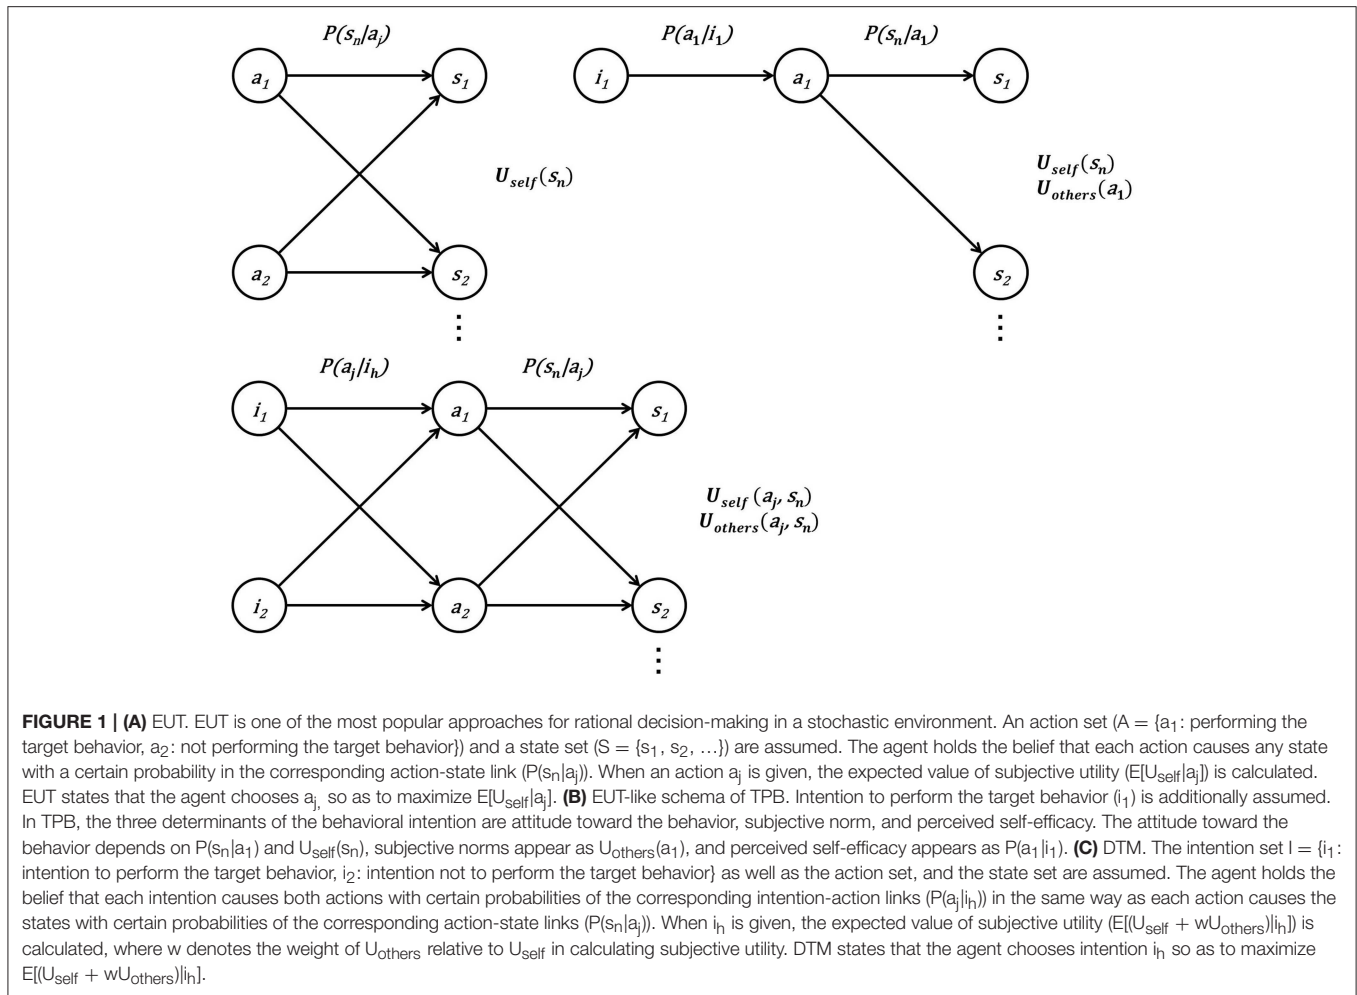 P(sₙ/aⱼ)
a₁
s₁
U_self(sₙ)
a₂
s₂
⋮
P(a₁/i₁)
P(sₙ/a₁)
i₁
a₁
s₁
U_self(sₙ)
U_others(a₁)
s₂
⋮
P(aⱼ/iₕ)
P(sₙ/aⱼ)
i₁
a₁
s₁
U_self (aⱼ, sₙ)
U_others(aⱼ, sₙ)
i₂
a₂
s₂
⋮
FIGURE 1 | (A) EUT. EUT is one of the most popular approaches for rational decision-making in a stochastic environment. An action set (A = {a₁: performing the
target behavior, a₂: not performing the target behavior}) and a state set (S = {s₁, s₂, …}) are assumed. The agent holds the belief that each action causes any state
with a certain probability in the corresponding action-state link (P(sₙ|aⱼ)). When an action aⱼ is given, the expected value of subjective utility (E[U_self|aⱼ]) is calculated.
EUT states that the agent chooses aⱼ, so as to maximize E[U_self|aⱼ]. (B) EUT-like schema of TPB. Intention to perform the target behavior (i₁) is additionally assumed.
In TPB, the three determinants of the behavioral intention are attitude toward the behavior, subjective norm, and perceived self-efficacy. The attitude toward the
behavior depends on P(sₙ|a₁) and U_self(sₙ), subjective norms appear as U_others(a₁), and perceived self-efficacy appears as P(a₁|i₁). (C) DTM. The intention set I = {i₁:
intention to perform the target behavior, i₂: intention not to perform the target behavior} as well as the action set, and the state set are assumed. The agent holds the
belief that each intention causes both actions with certain probabilities of the corresponding intention-action links (P(aⱼ|iₕ)) in the same way as each action causes the
states with certain probabilities of the corresponding action-state links (P(sₙ|aⱼ)). When iₕ is given, the expected value of subjective utility (E[(U_self + wU_others)|iₕ]) is
calculated, where w denotes the weight of U_others relative to U_self in calculating subjective utility. DTM states that the agent chooses intention iₕ so as to maximize
E[(U_self + wU_others)|iₕ].